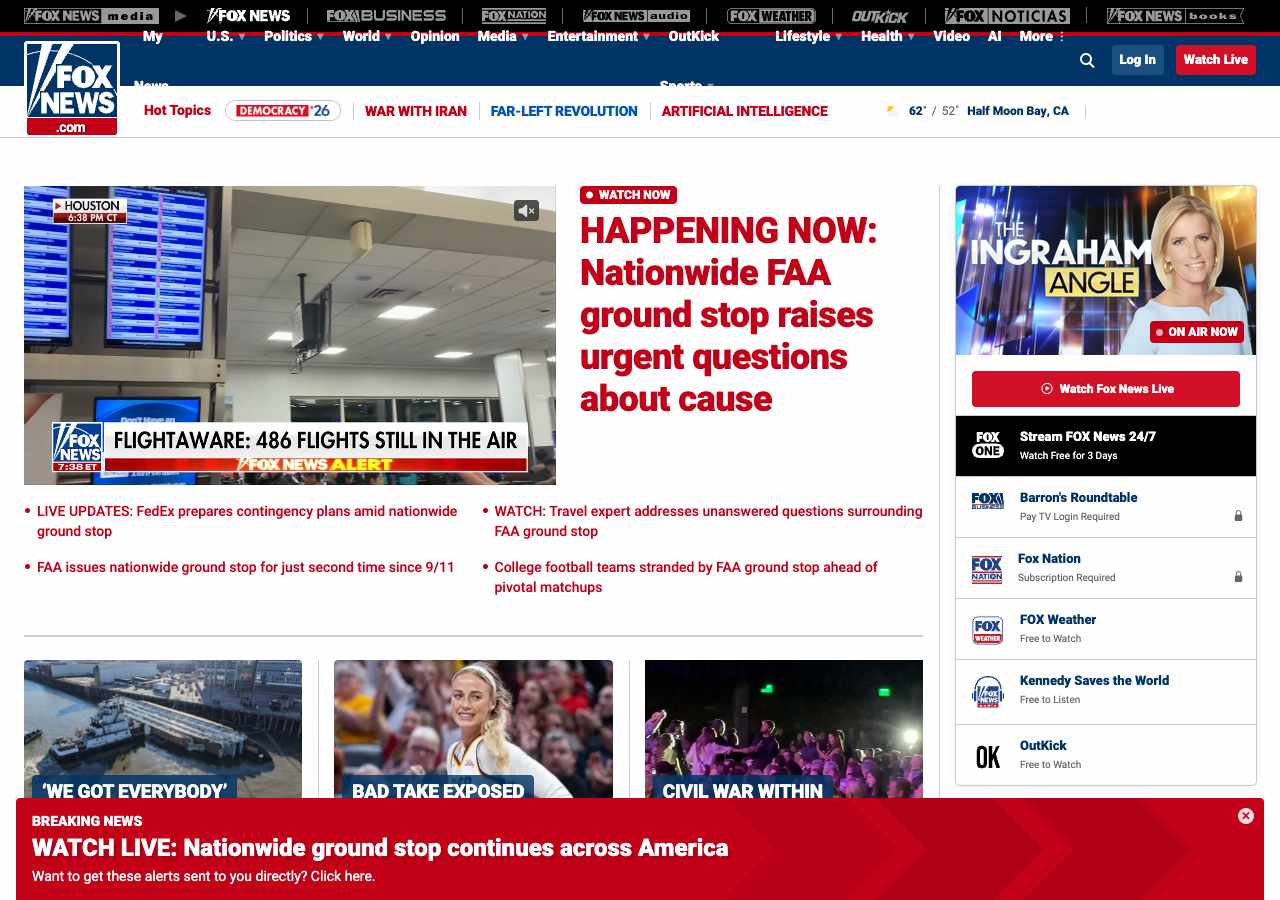 FOX NEWS media
FOX NEWS
FOX BUSINESS
FOX NATION
FOX NEWS audio
FOX WEATHER
OUTKICK
FOX NOTICIAS
FOX NEWS books
My
U.S.
Politics
World
Opinion
Media
Entertainment
OutKick
Lifestyle
Health
Video
AI
More
News
Sports
Log In
Watch Live
FOX
NEWS
.com
Hot Topics
DEMOCRACY '26
WAR WITH IRAN
FAR-LEFT REVOLUTION
ARTIFICIAL INTELLIGENCE
62° / 52° Half Moon Bay, CA
HOUSTON
6:38 PM CT
Don't Have an
FOX
NEWS
7:38 ET
FLIGHTAWARE: 486 FLIGHTS STILL IN THE AIR
FOX NEWS ALERT
WATCH NOW
HAPPENING NOW:
Nationwide FAA
ground stop raises
urgent questions
about cause
• LIVE UPDATES: FedEx prepares contingency plans amid nationwide
ground stop
• WATCH: Travel expert addresses unanswered questions surrounding
FAA ground stop
• FAA issues nationwide ground stop for just second time since 9/11
• College football teams stranded by FAA ground stop ahead of
pivotal matchups
THE
INGRAHAM
ANGLE
ON AIR NOW
Watch Fox News Live
FOX
ONE
Stream FOX News 24/7
Watch Free for 3 Days
FOX
BUSINESS
Barron's Roundtable
Pay TV Login Required
FOX
NATION
Fox Nation
Subscription Required
FOX
WEATHER
FOX Weather
Free to Watch
FOX NEWS
Kennedy Saves the World
Free to Listen
OK
OutKick
Free to Watch
'WE GOT EVERYBODY'
BAD TAKE EXPOSED
CIVIL WAR WITHIN
BREAKING NEWS
WATCH LIVE: Nationwide ground stop continues across America
Want to get these alerts sent to you directly? Click here.